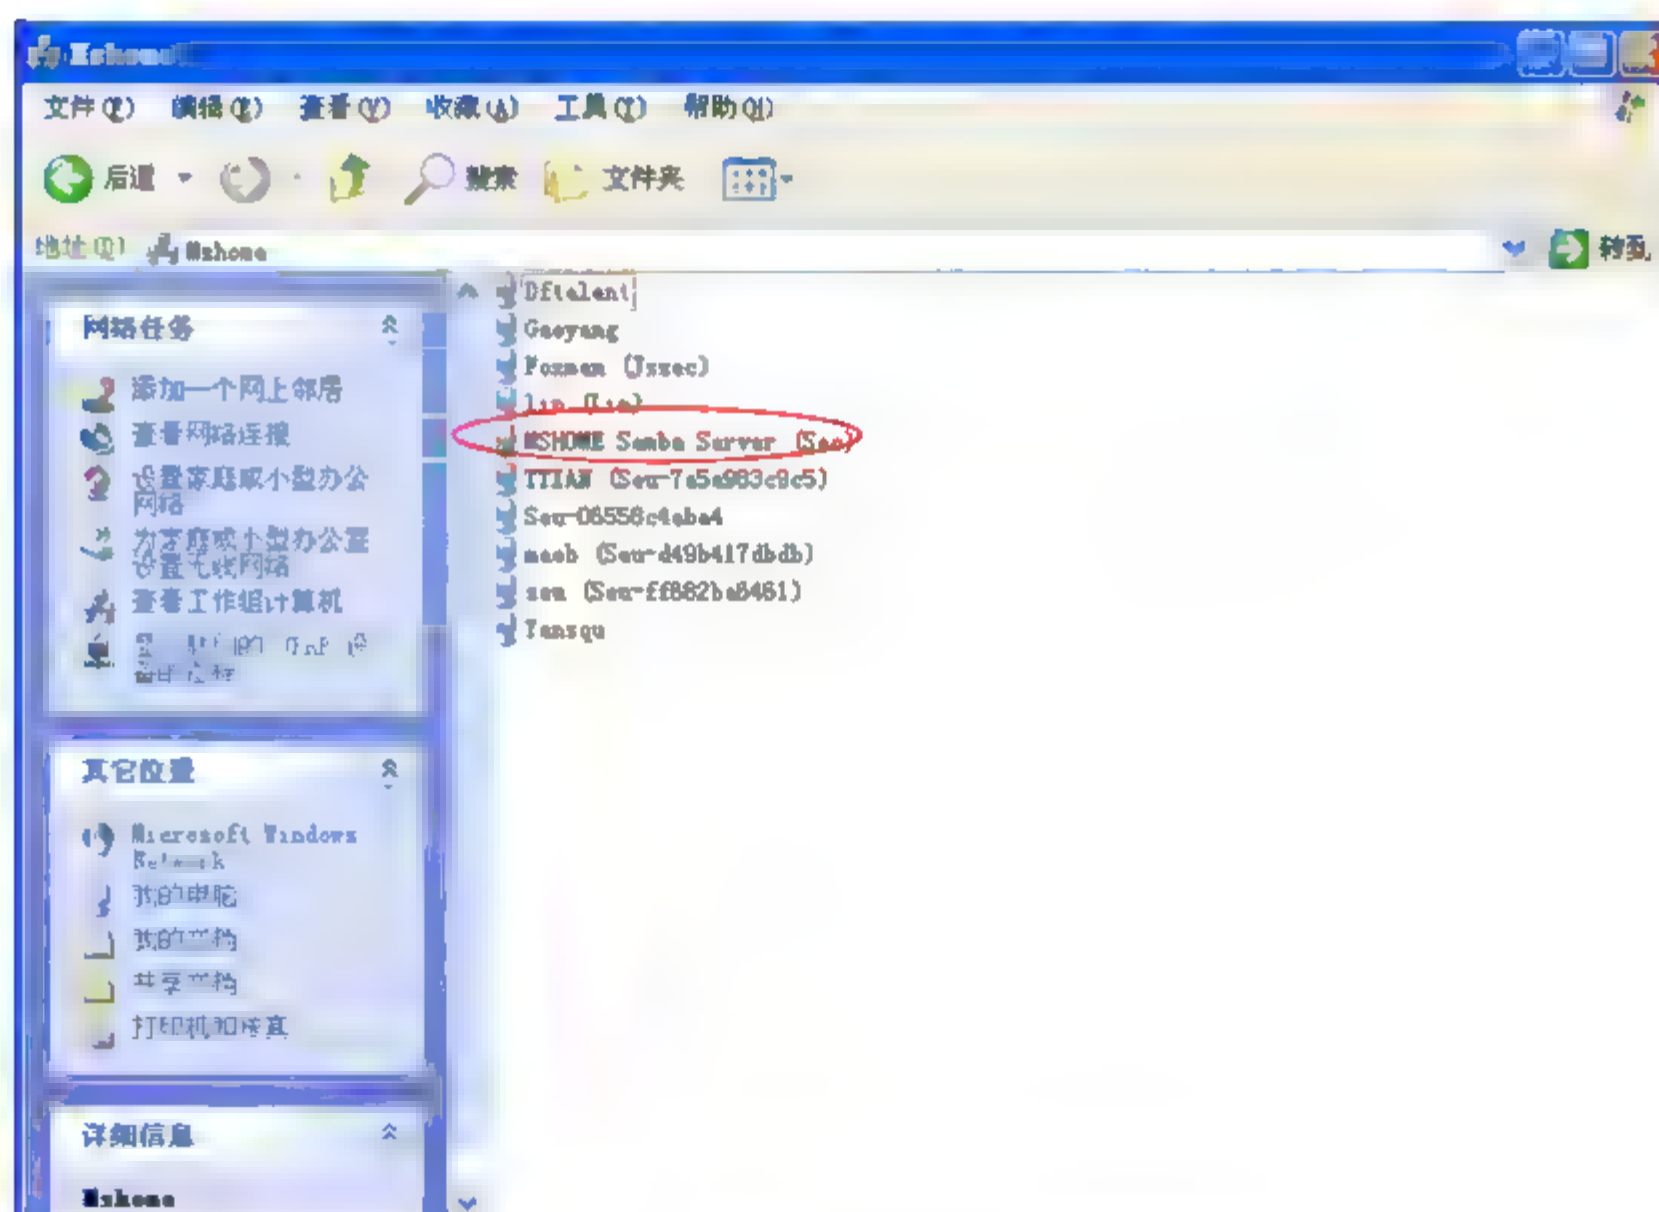 Mshome
文件(F) 编辑(E) 查看(V) 收藏(A) 工具(T) 帮助(H)
后退 搜索 文件夹
地址(D) Mshome 转到
网络任务
添加一个网上邻居
查看网络连接
设置家庭或小型办公
网络
为家庭或小型办公室
设置无线网络
查看工作组计算机
其它位置
Microsoft Windows
Network
我的电脑
我的文档
共享文档
打印机和传真
详细信息
Mshome
Dftalent
Gaoyang
Foxman (Jssec)
lin (Lin)
MSHOME Samba Server
TTIAN (Seu-7a5a983c9c5)
Seu-06558c4aba4
(Seu-d49b417dbdb)
seu (Seu-ff882ba8461)
Tansqu